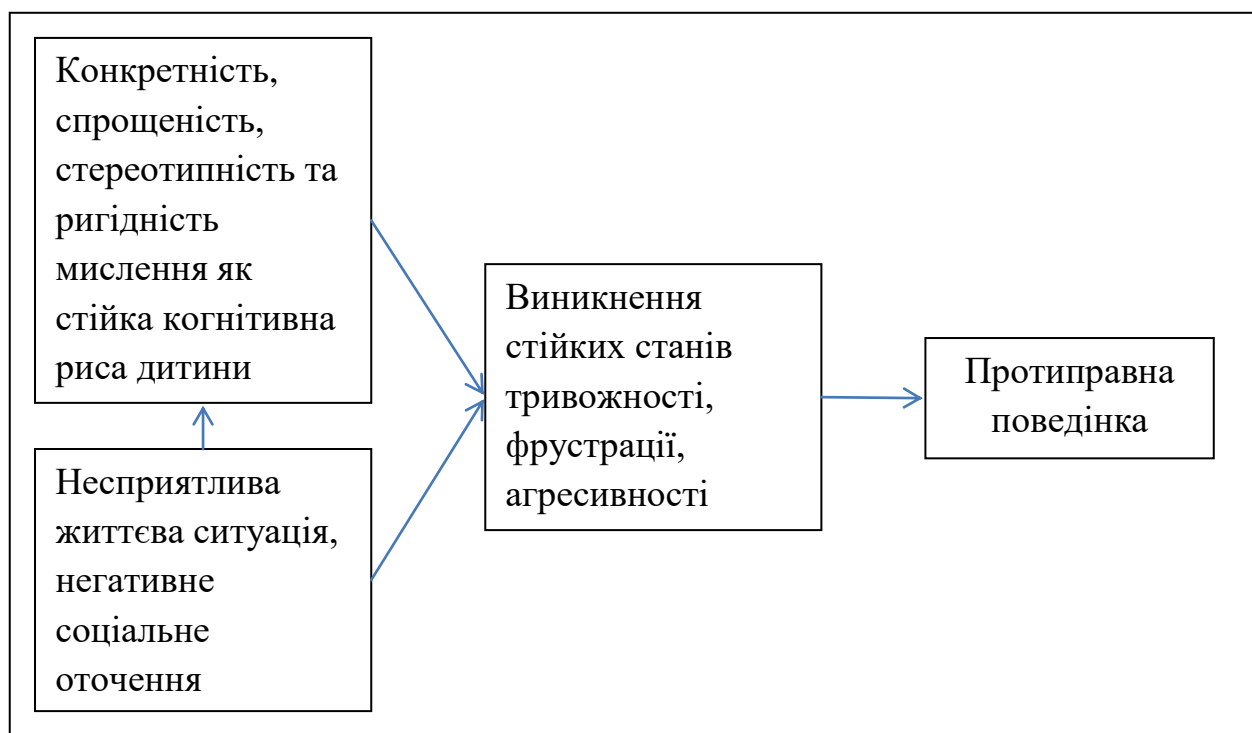 Конкретність,
спрощеність,
стереотипність та
ригідність
мислення як
стійка когнітивна
риса дитини
Несприятлива
життєва ситуація,
негативне
соціальне
оточення
Виникнення
стійких станів
тривожності,
фрустрації,
агресивності
Протиправна
поведінка